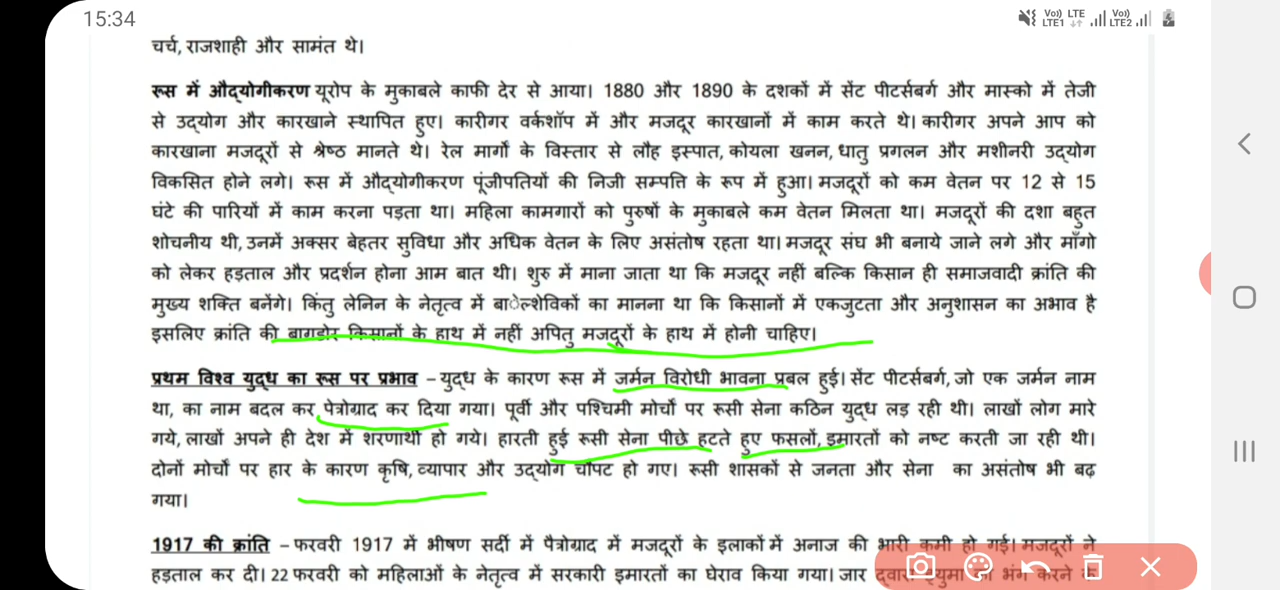 15:34
Vo)) LTE1 LTE Vo)) LTE2
चर्च, राजशाही और सामंत थे।
रूस में औद्योगीकरण यूरोप के मुकाबले काफी देर से आया। 1880 और 1890 के दशकों में सेंट पीटर्सबर्ग और मास्को में तेजी
से उद्योग और कारखाने स्थापित हुए। कारीगर वर्कशॉप में और मजदूर कारखानों में काम करते थे। कारीगर अपने आप को
कारखाना मजदूरों से श्रेष्ठ मानते थे। रेल मार्गो के विस्तार से लौह इस्पात, कोयला खनन, धातु प्रगलन और मशीनरी उद्योग
विकसित होने लगे। रूस में औद्योगीकरण पूंजीपतियों की निजी सम्पत्ति के रूप में हुआ। मजदूरों को कम वेतन पर 12 से 15
घंटे की पारियों में काम करना पड़ता था। महिला कामगारों को पुरुषों के मुकाबले कम वेतन मिलता था। मजदूरों की दशा बहुत
शोचनीय थी, उनमें अक्सर बेहतर सुविधा और अधिक वेतन के लिए असंतोष रहता था। मजदूर संघ भी बनाये जाने लगे और माँगो
को लेकर हड़ताल और प्रदर्शन होना आम बात थी। शुरु में माना जाता था कि मजदूर नहीं बल्कि किसान ही समाजवादी क्रांति की
मुख्य शक्ति बनेंगे। किंतु लेनिन के नेतृत्व में बाेल्शेविकों का मानना था कि किसानों में एकजुटता और अनुशासन का अभाव है
इसलिए क्रांति की बागडोर किसानों के हाथ में नहीं अपितु मजदूरों के हाथ में होनी चाहिए।
प्रथम विश्व युद्ध का रूस पर प्रभाव – युद्ध के कारण रूस में जर्मन विरोधी भावना प्रबल हुई। सेंट पीटर्सबर्ग, जो एक जर्मन नाम
था, का नाम बदल कर पेत्रोग्राद कर दिया गया। पूर्वी और पश्चिमी मोर्चो पर रूसी सेना कठिन युद्ध लड़ रही थी। लाखों लोग मारे
गये, लाखों अपने ही देश में शरणार्थी हो गये। हारती हुई रूसी सेना पीछे हटते हुए फसलों, इमारतों को नष्ट करती जा रही थी।
दोनों मोर्चों पर हार के कारण कृषि, व्यापार और उद्योग चौपट हो गए। रूसी शासकों से जनता और सेना का असंतोष भी बढ़
गया।
1917 की क्रांति – फरवरी 1917 में भीषण सर्दी में पैत्रोग्राद में मजदूरों के इलाकों में अनाज की भारी कमी हो गई। मजदूरों ने
हड़ताल कर दी। 22 फरवरी को महिलाओं के नेतृत्व में सरकारी इमारतों का घेराव किया गया। जार द्वारा ड्युमा को भंग करने के